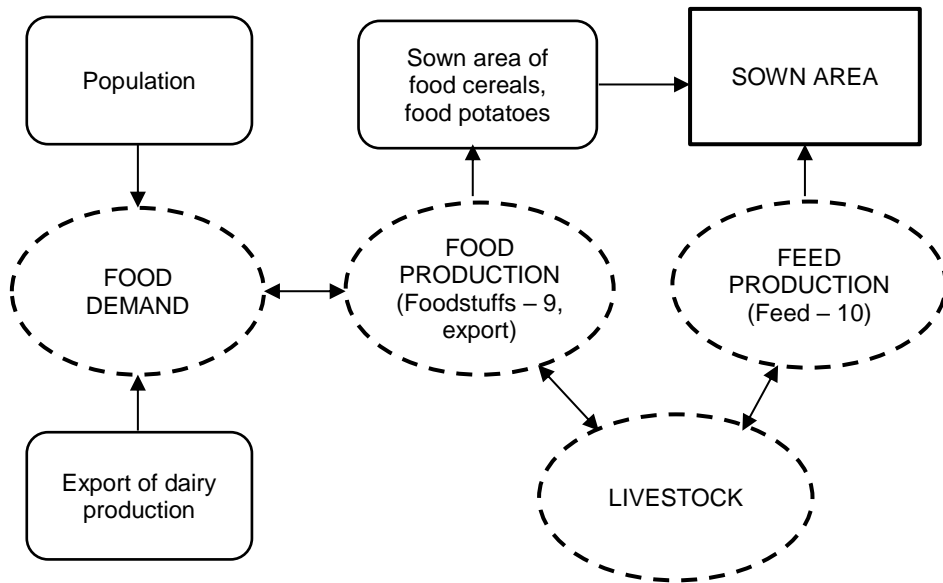 Population
Sown area of
food cereals,
food potatoes
SOWN AREA
FOOD
DEMAND
FOOD
PRODUCTION
(Foodstuffs – 9,
export)
FEED
PRODUCTION
(Feed – 10)
Export of dairy
production
LIVESTOCK